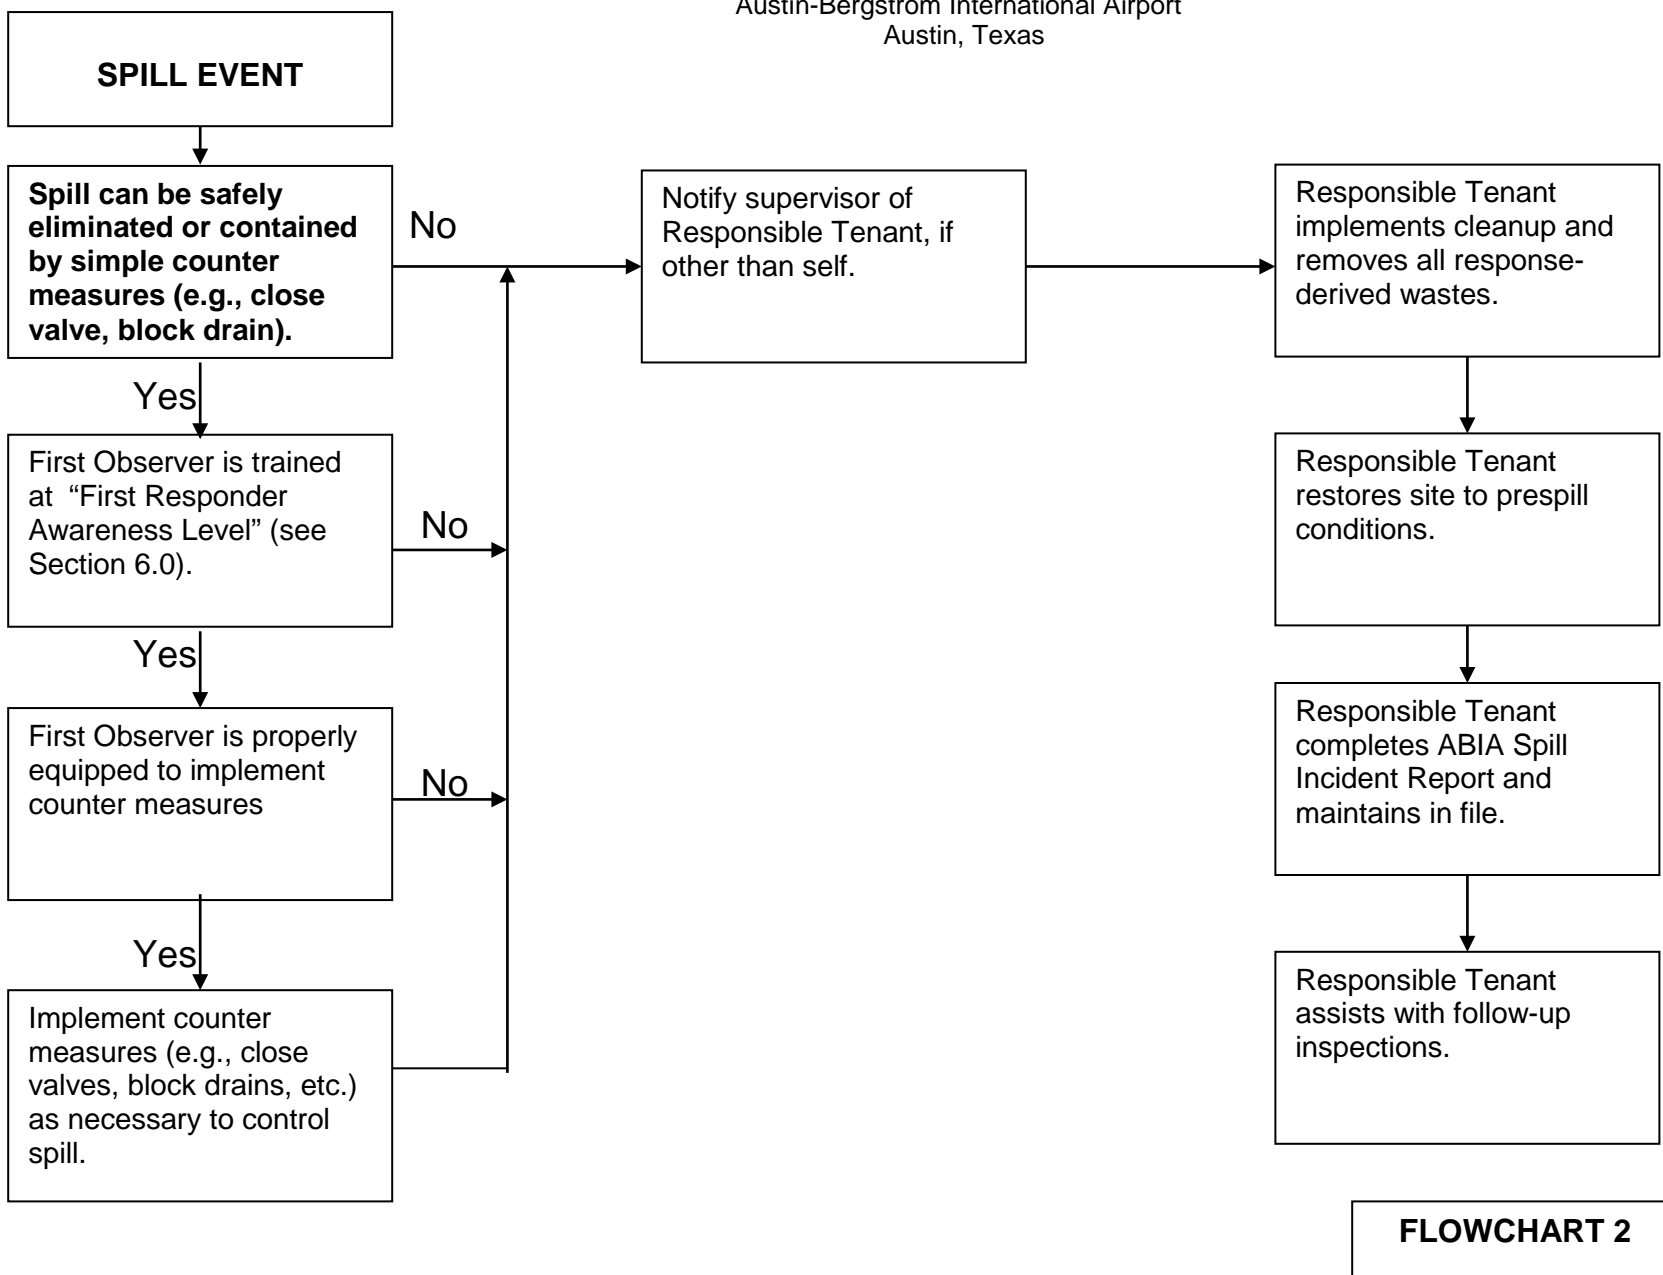 Austin-Bergstrom International Airport
Austin, Texas
SPILL EVENT
Spill can be safely
eliminated or contained
by simple counter
measures (e.g., close
valve, block drain).
No
Yes
First Observer is trained
at “First Responder
Awareness Level” (see
Section 6.0).
No
Yes
First Observer is properly
equipped to implement
counter measures
No
Yes
Implement counter
measures (e.g., close
valves, block drains, etc.)
as necessary to control
spill.
Notify supervisor of
Responsible Tenant, if
other than self.
Responsible Tenant
implements cleanup and
removes all response-
derived wastes.
Responsible Tenant
restores site to prespill
conditions.
Responsible Tenant
completes ABIA Spill
Incident Report and
maintains in file.
Responsible Tenant
assists with follow-up
inspections.
FLOWCHART 2